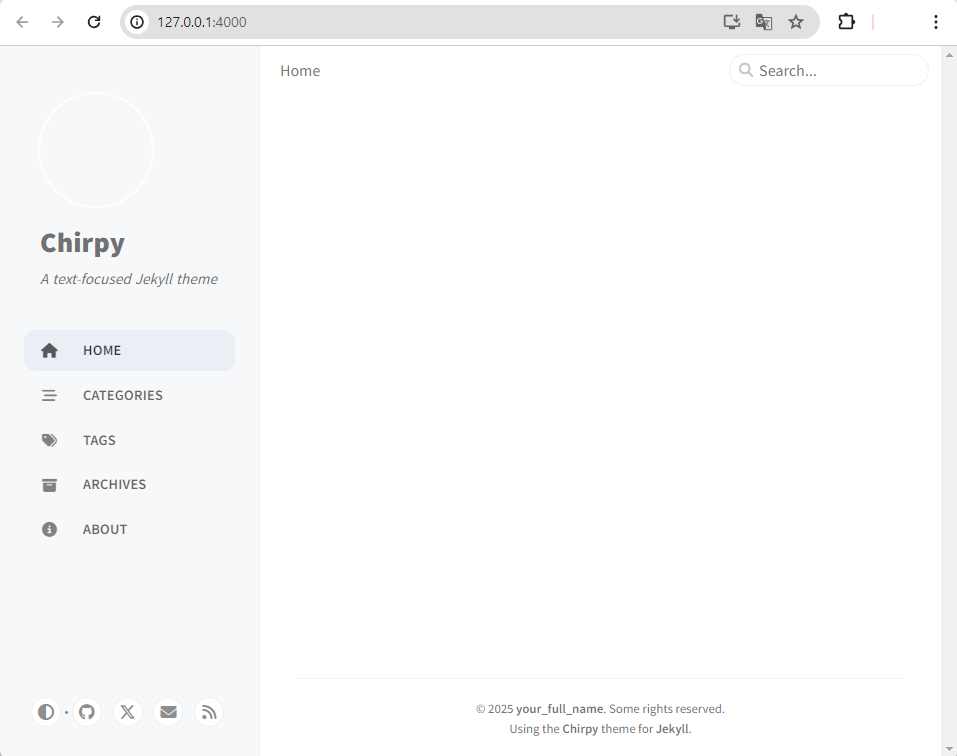 127.0.0.1:4000
Home
Search...
Chirpy
A text-focused Jekyll theme
HOME
CATEGORIES
TAGS
ARCHIVES
ABOUT
© 2025 your_full_name. Some rights reserved.
Using the Chirpy theme for Jekyll.